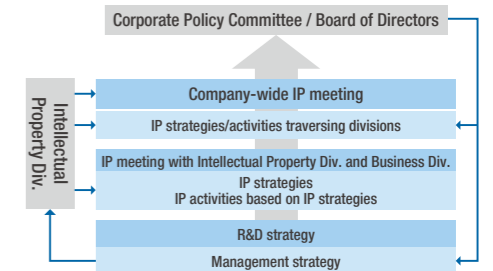 Corporate Policy Committee / Board of Directors
Intellectual
Property Div.
Company-wide IP meeting
IP strategies/activities traversing divisions
IP meeting with Intellectual Property Div. and Business Div.
IP strategies
IP activities based on IP strategies
R&D strategy
Management strategy